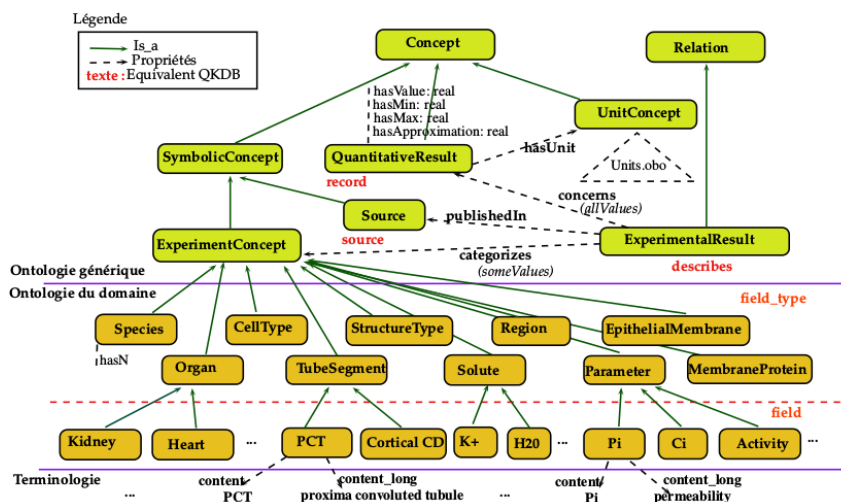 Légende
Is_a
Propriétés
texte : Equivalent QKDB
Concept
Relation
hasValue: real
hasMin: real
hasMax: real
hasApproximation: real
UnitConcept
SymbolicConcept
QuantitativeResult
hasUnit
Units.obo
record
concerns
(allValues)
Source
publishedIn
source
ExperimentConcept
categorizes
(someValues)
ExperimentalResult
describes
Ontologie générique
Ontologie du domaine
field_type
Species
CellType
StructureType
Region
EpithelialMembrane
hasN
Organ
TubeSegment
Solute
Parameter
MembraneProtein
field
Kidney
Heart
...
PCT
Cortical CD
K+
H20
...
Pi
Ci
Activity
...
Terminologie
content
content_long
content
content_long
...
PCT
proxima convoluted tubule
...
Pi
permeability
...